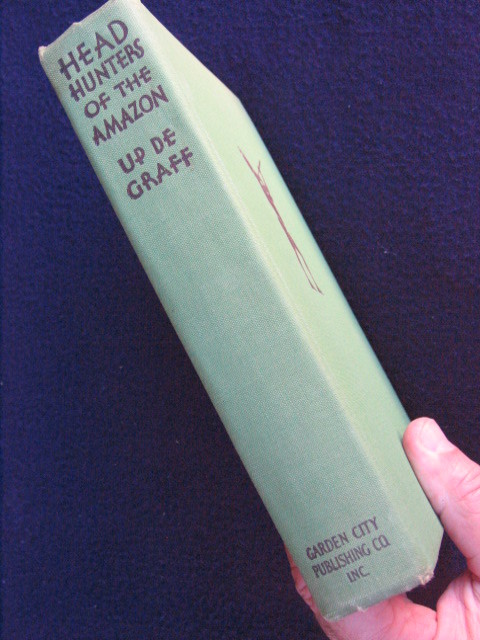 HEAD
HUNTERS
OF THE
AMAZON
UP DE
GRAFF
GARDEN CITY
PUBLISHING CO.
INC.